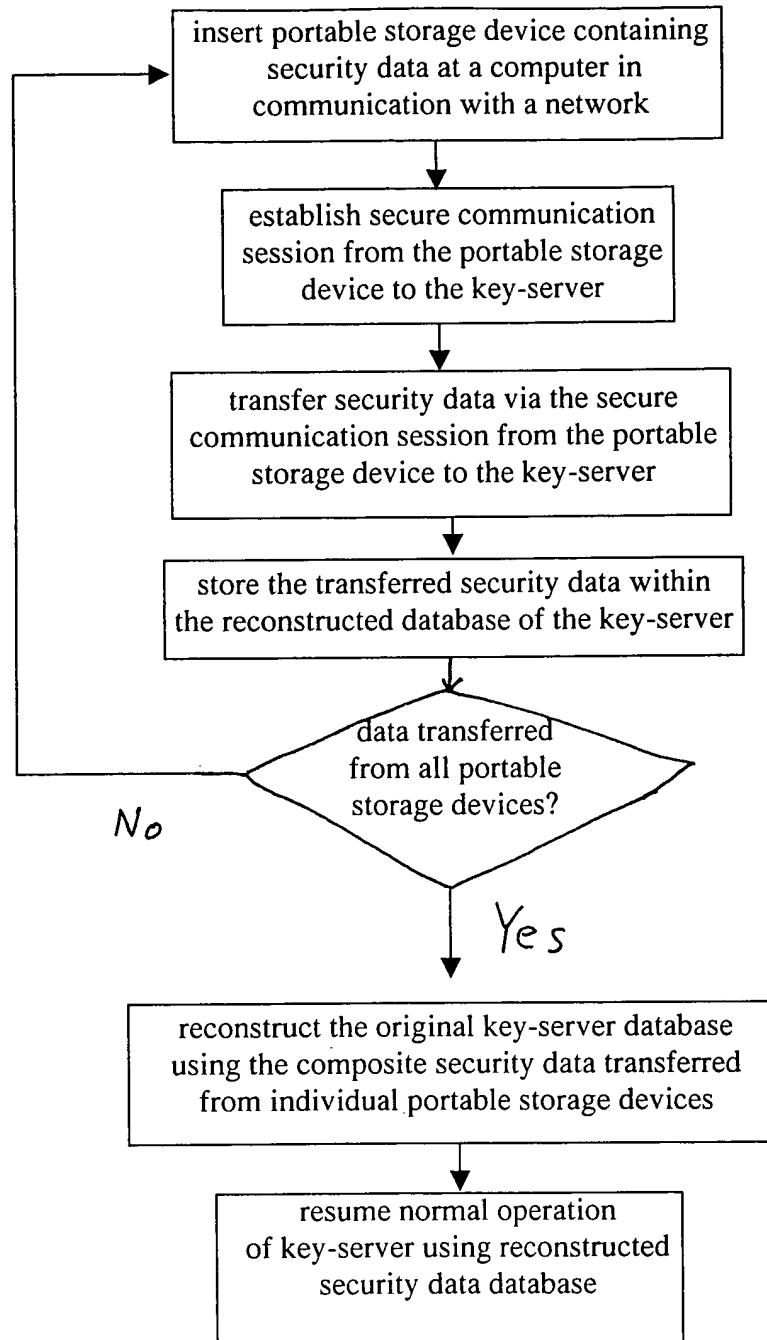 insert portable storage device containing
security data at a computer in
communication with a network
establish secure communication
session from the portable storage
device to the key-server
transfer security data via the secure
communication session from the portable
storage device to the key-server
store the transferred security data within
the reconstructed database of the key-server
data transferred
from all portable
storage devices?
No
Yes
reconstruct the original key-server database
using the composite security data transferred
from individual portable storage devices
resume normal operation
of key-server using reconstructed
security data database